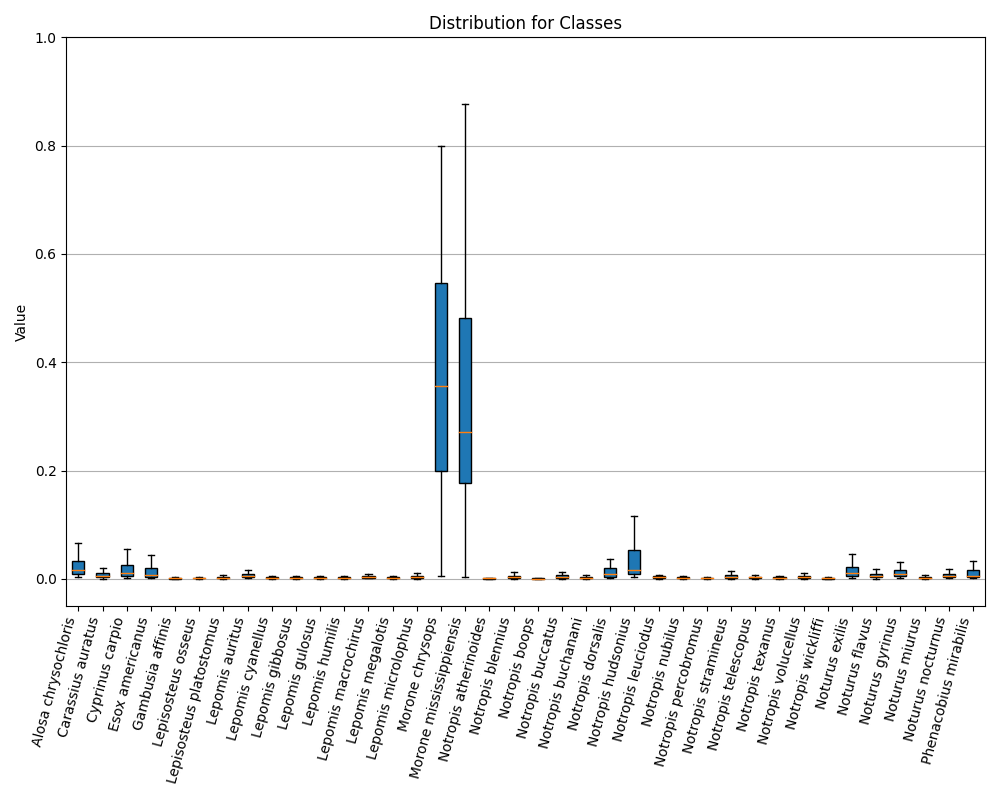 Distribution for Classes
Value
1.0
0.8
0.6
0.4
0.2
0.0
Alosa chrysochloris
Carassius auratus
Cyprinus carpio
Esox americanus
Gambusia affinis
Lepisosteus osseus
Lepisosteus platostomus
Lepomis auritus
Lepomis cyanellus
Lepomis gibbosus
Lepomis gulosus
Lepomis humilis
Lepomis macrochirus
Lepomis megalotis
Lepomis microlophus
Morone chrysops
Morone mississippiensis
Notropis atherinoides
Notropis blennius
Notropis boops
Notropis buccatus
Notropis buchanani
Notropis dorsalis
Notropis hudsonius
Notropis leuciodus
Notropis nubilus
Notropis percobromus
Notropis stramineus
Notropis telescopus
Notropis texanus
Notropis volucellus
Notropis wickliffi
Noturus exilis
Noturus flavus
Noturus gyrinus
Noturus miurus
Noturus nocturnus
Phenacobius mirabilis